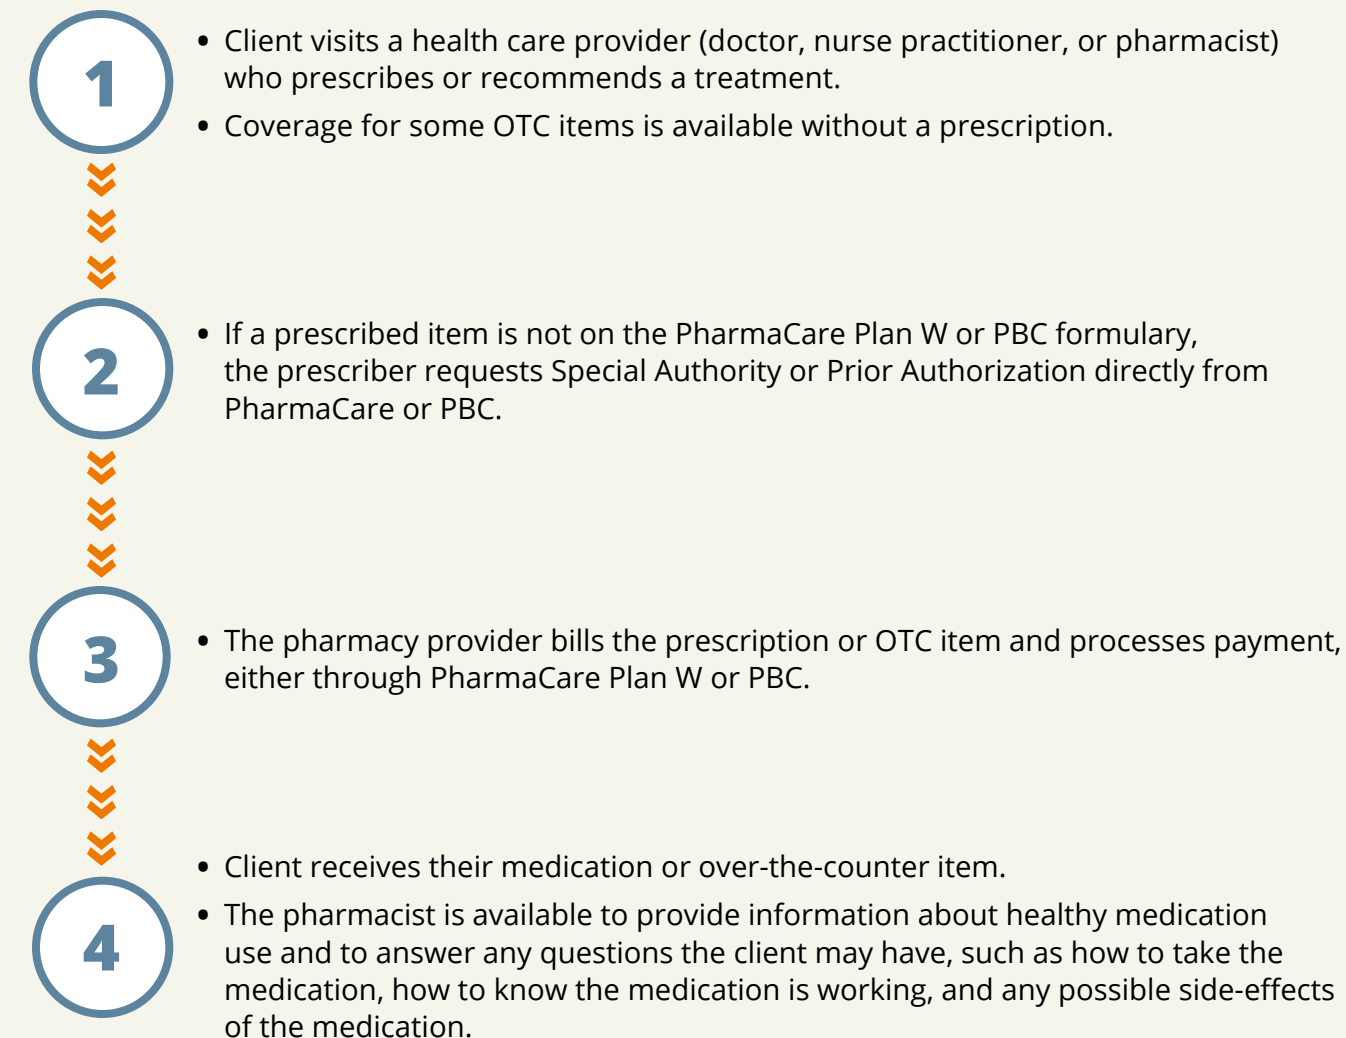 1
• Client visits a health care provider (doctor, nurse practitioner, or pharmacist)
who prescribes or recommends a treatment.
• Coverage for some OTC items is available without a prescription.
2
• If a prescribed item is not on the PharmaCare Plan W or PBC formulary,
the prescriber requests Special Authority or Prior Authorization directly from
PharmaCare or PBC.
3
• The pharmacy provider bills the prescription or OTC item and processes payment,
either through PharmaCare Plan W or PBC.
4
• Client receives their medication or over-the-counter item.
• The pharmacist is available to provide information about healthy medication
use and to answer any questions the client may have, such as how to take the
medication, how to know the medication is working, and any possible side-effects
of the medication.